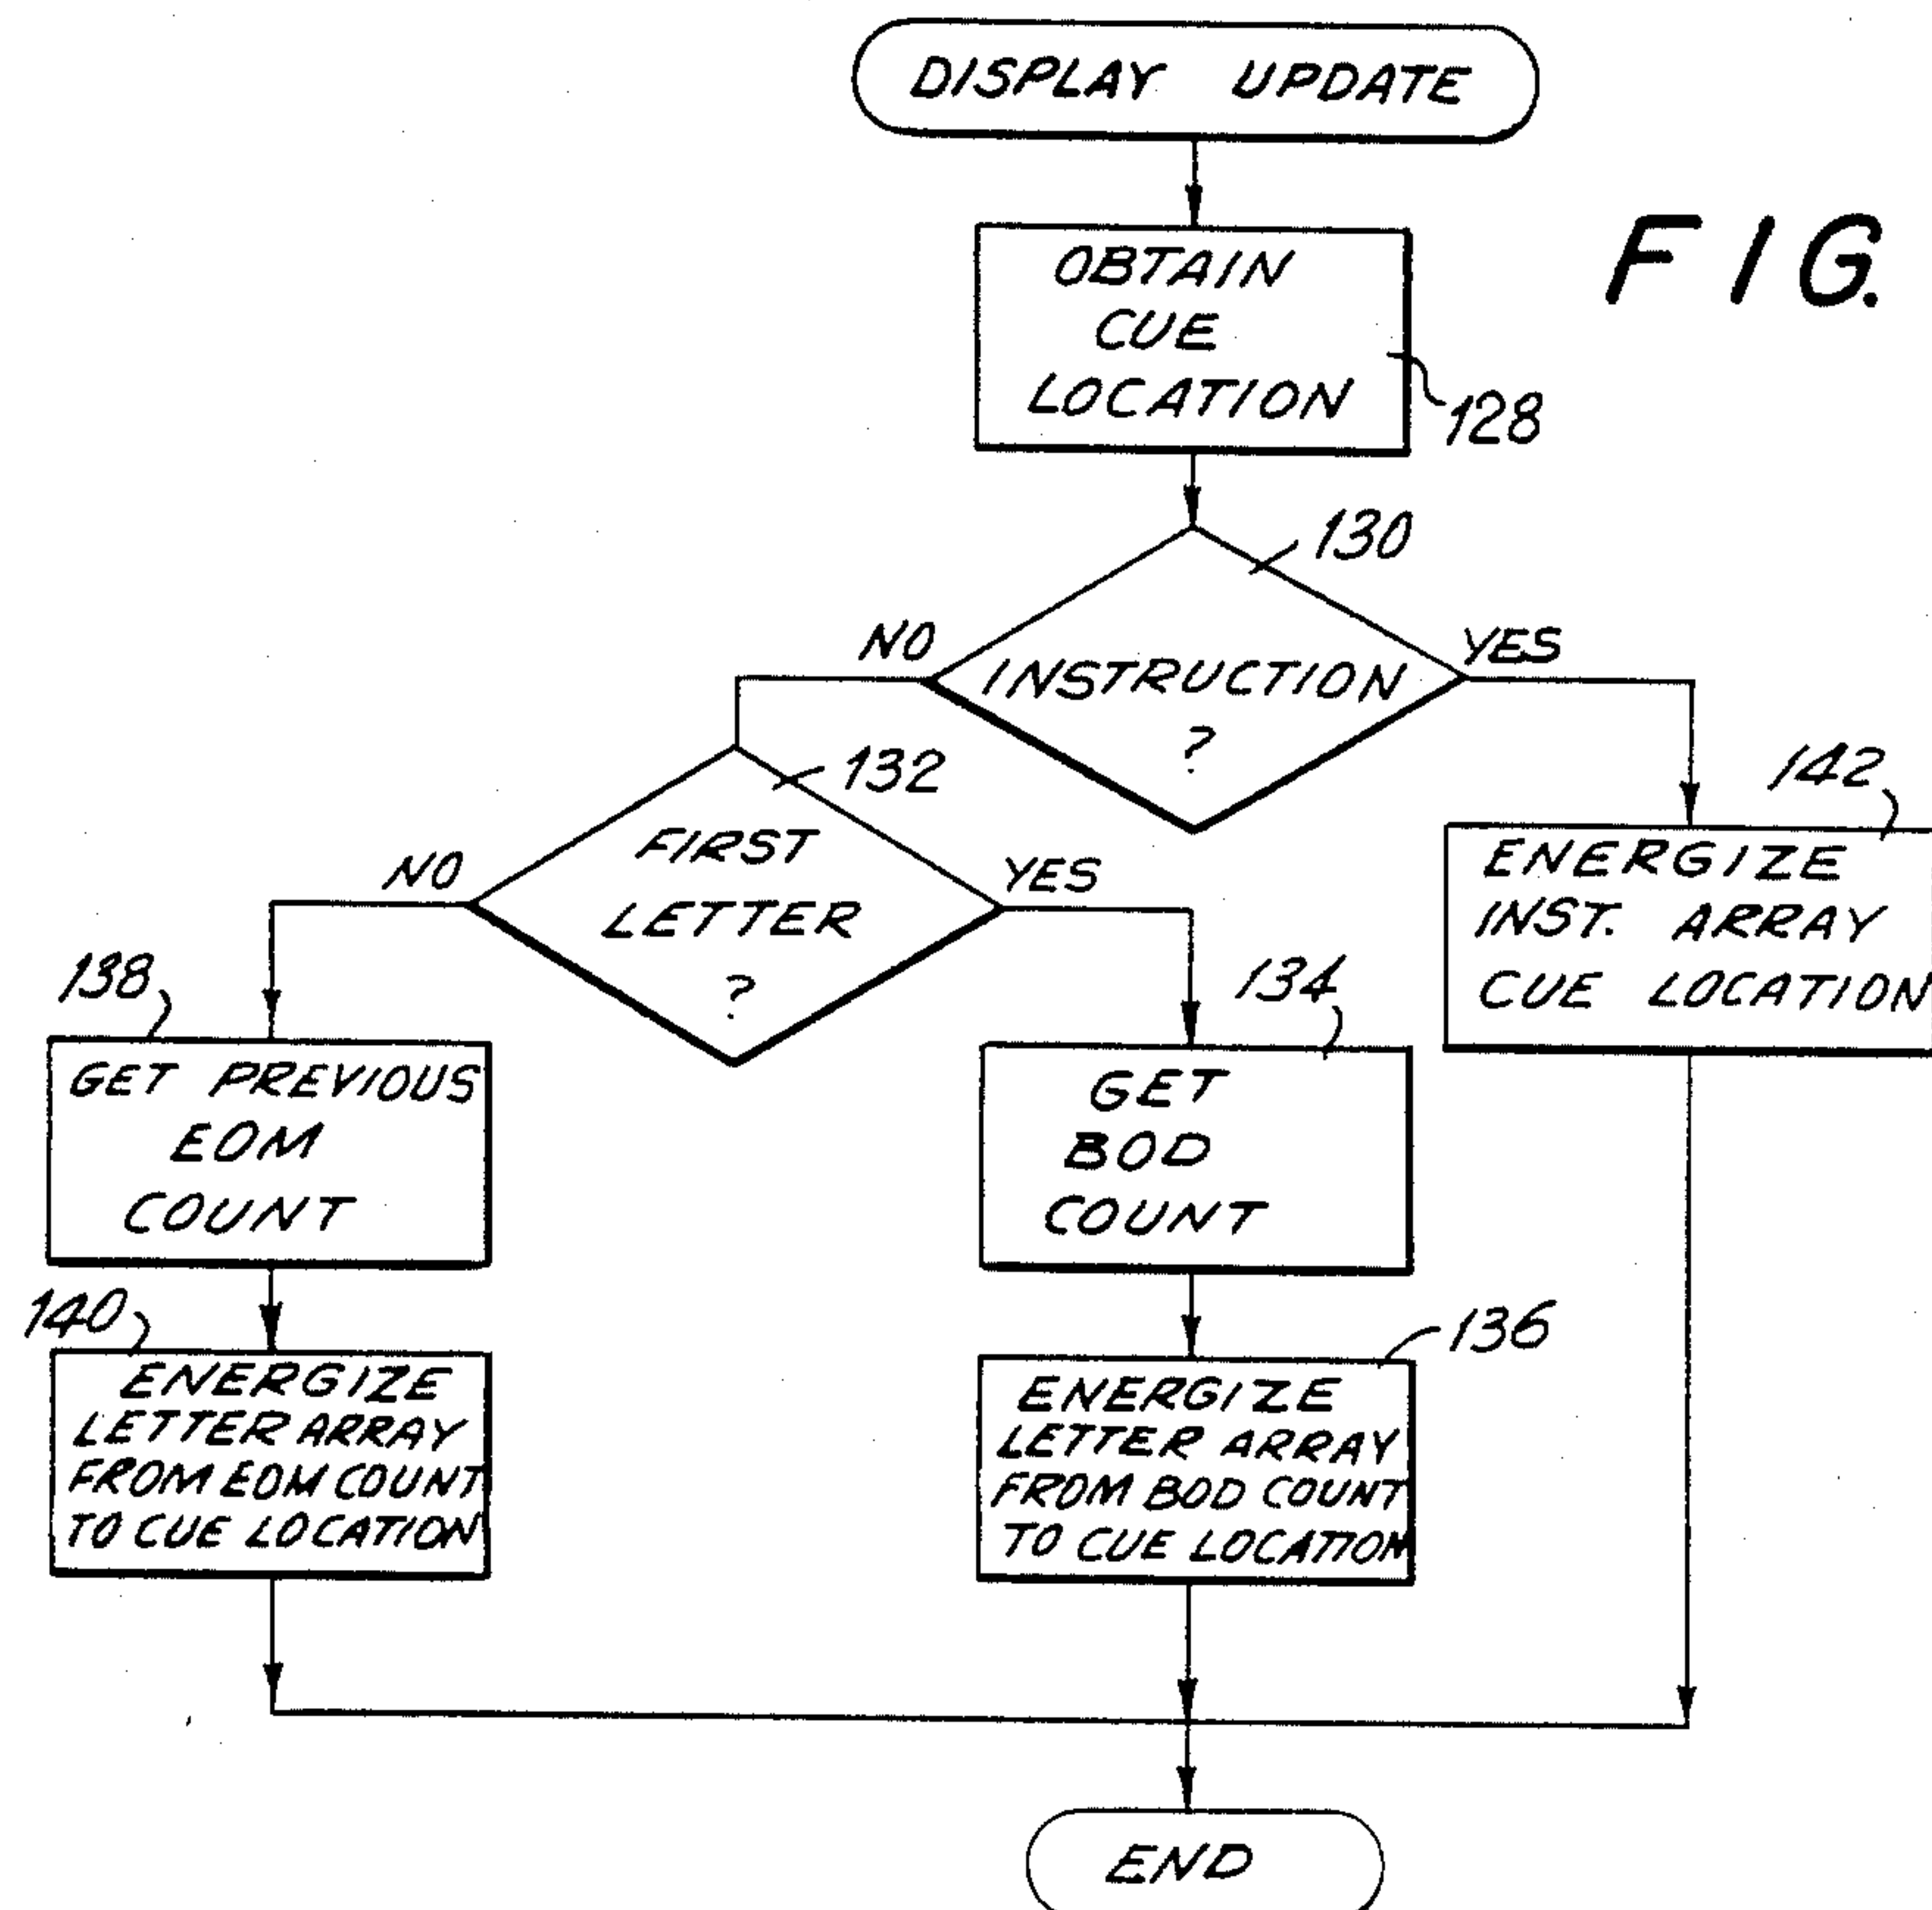 DISPLAY UPDATE
FIG.
OBTAIN
CUE
LOCATION
128
130
NO
YES
INSTRUCTION
?
132
142
FIRST
LETTER
?
NO
YES
ENERGIZE
INST. ARRAY
CUE LOCATION
138
134
GET PREVIOUS
EOM
COUNT
GET
BOD
COUNT
140
136
ENERGIZE
LETTER ARRAY
FROM EOM COUNT
TO CUE LOCATION
ENERGIZE
LETTER ARRAY
FROM BOD COUNT
TO CUE LOCATION
END